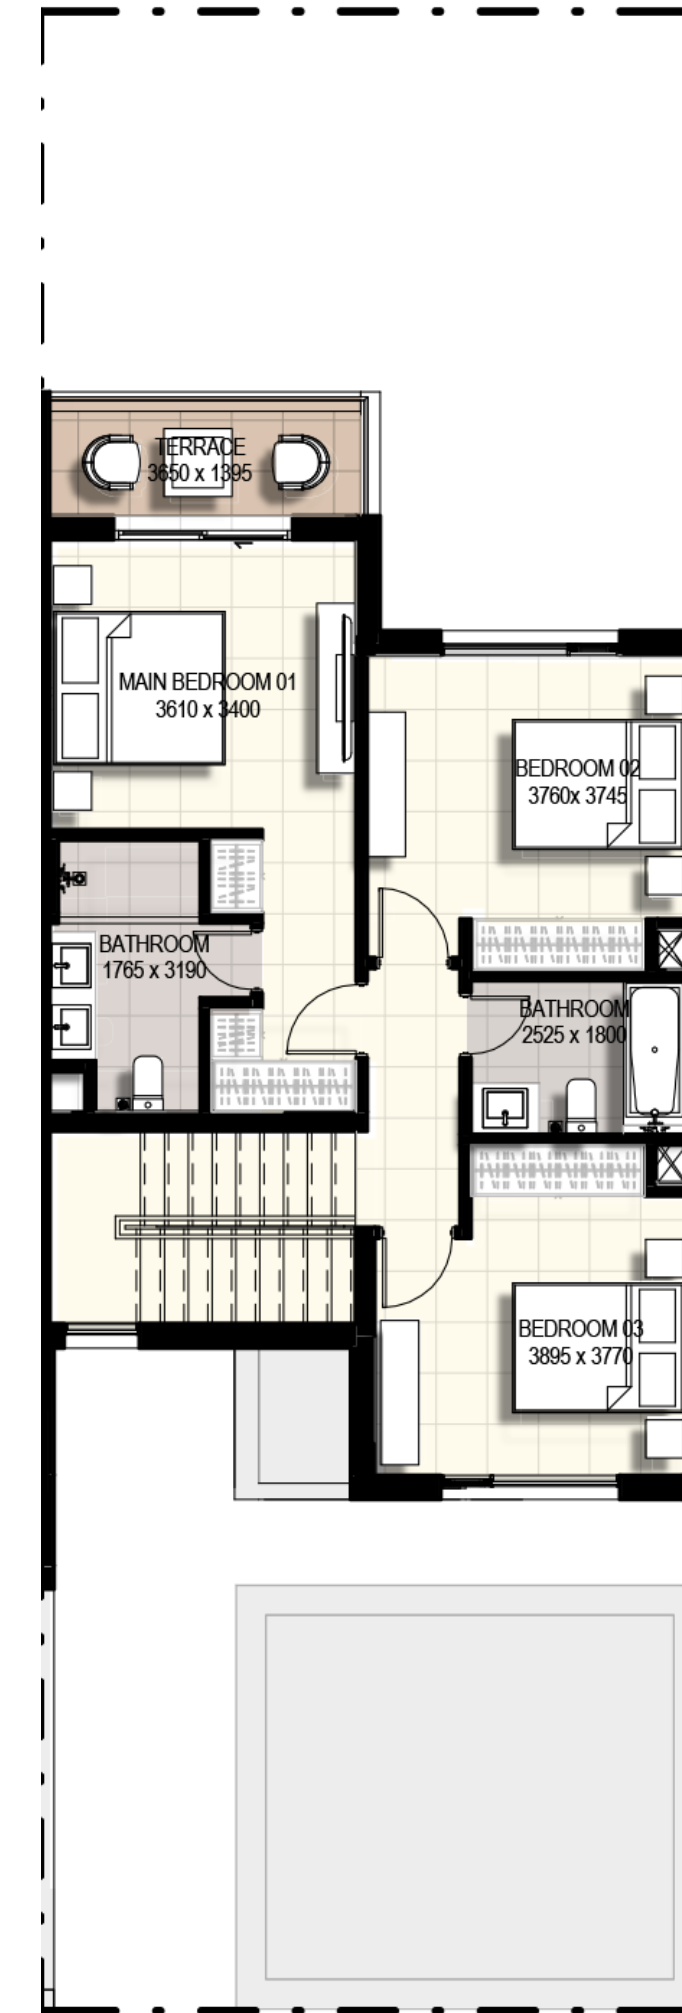 TERRACE
3650 x 1395
MAIN BEDROOM 01
3610 x 3400
BEDROOM 02
3760x 3745
BATHROOM
1765 x 3190
BATHROOM
2525 x 1800
BEDROOM 03
3895 x 3770